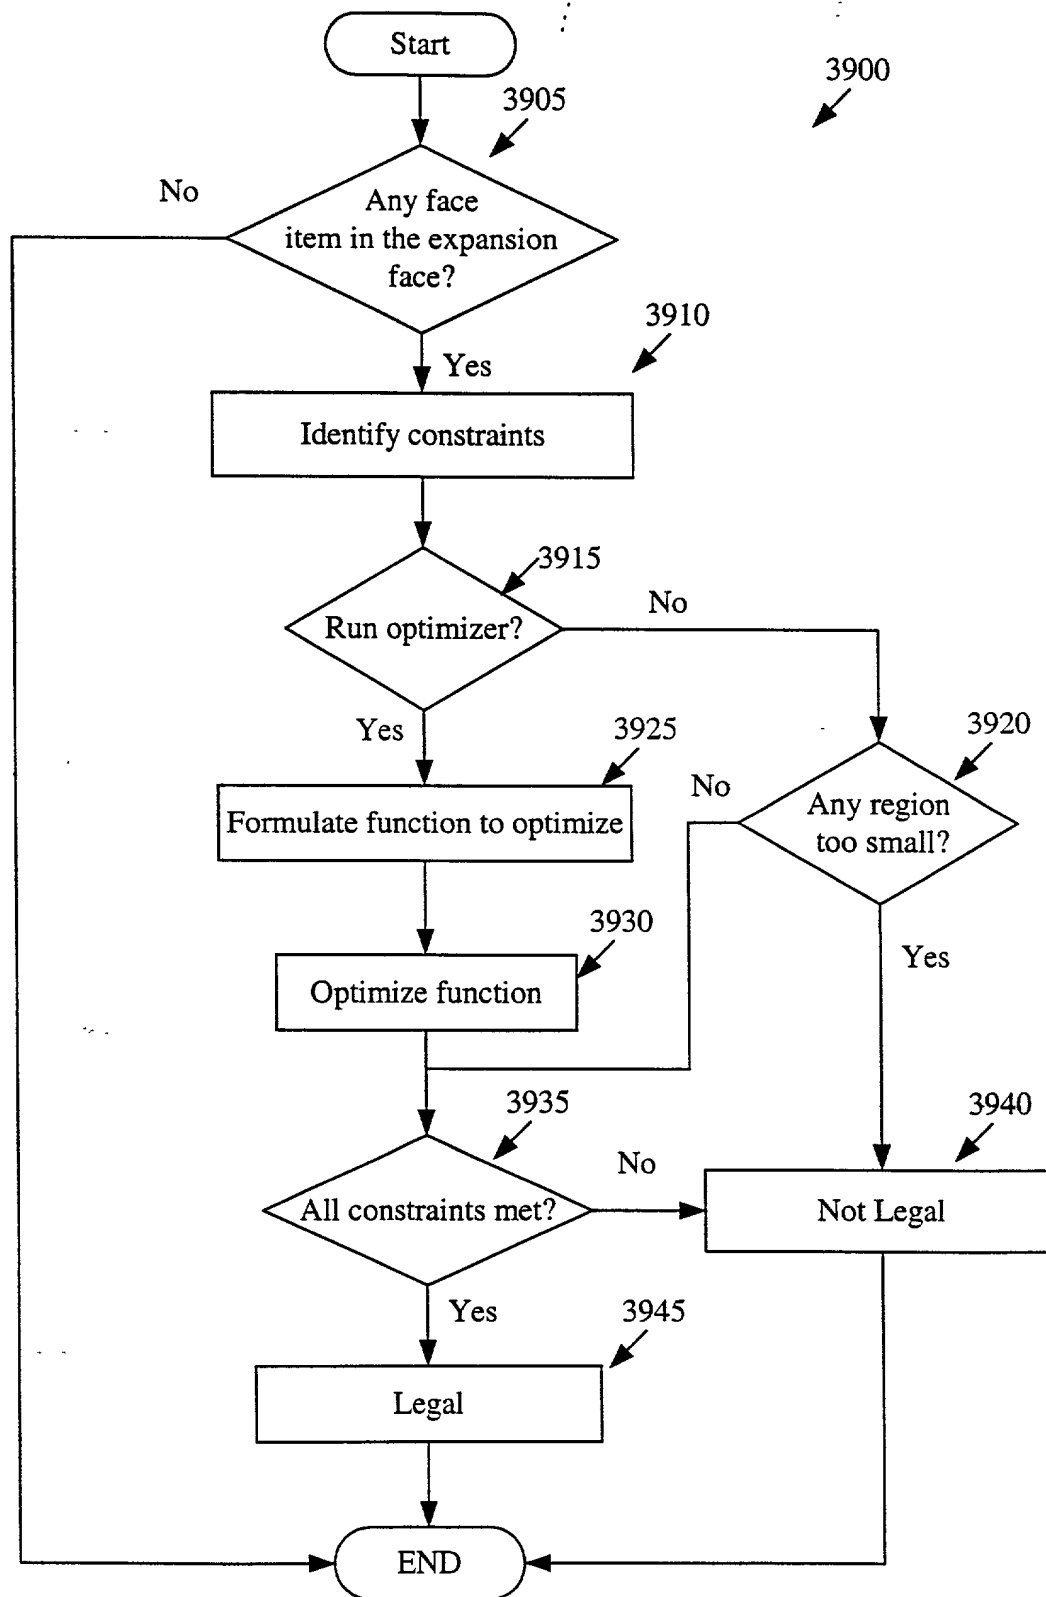 Start
3900
3905
No
Any face
item in the expansion
face?
3910
Yes
Identify constraints
3915
No
Run optimizer?
Yes
3925
3920
No
Any region
too small?
Formulate function to optimize
3930
Yes
Optimize function
3935
3940
No
All constraints met?
Not Legal
Yes
3945
Legal
END